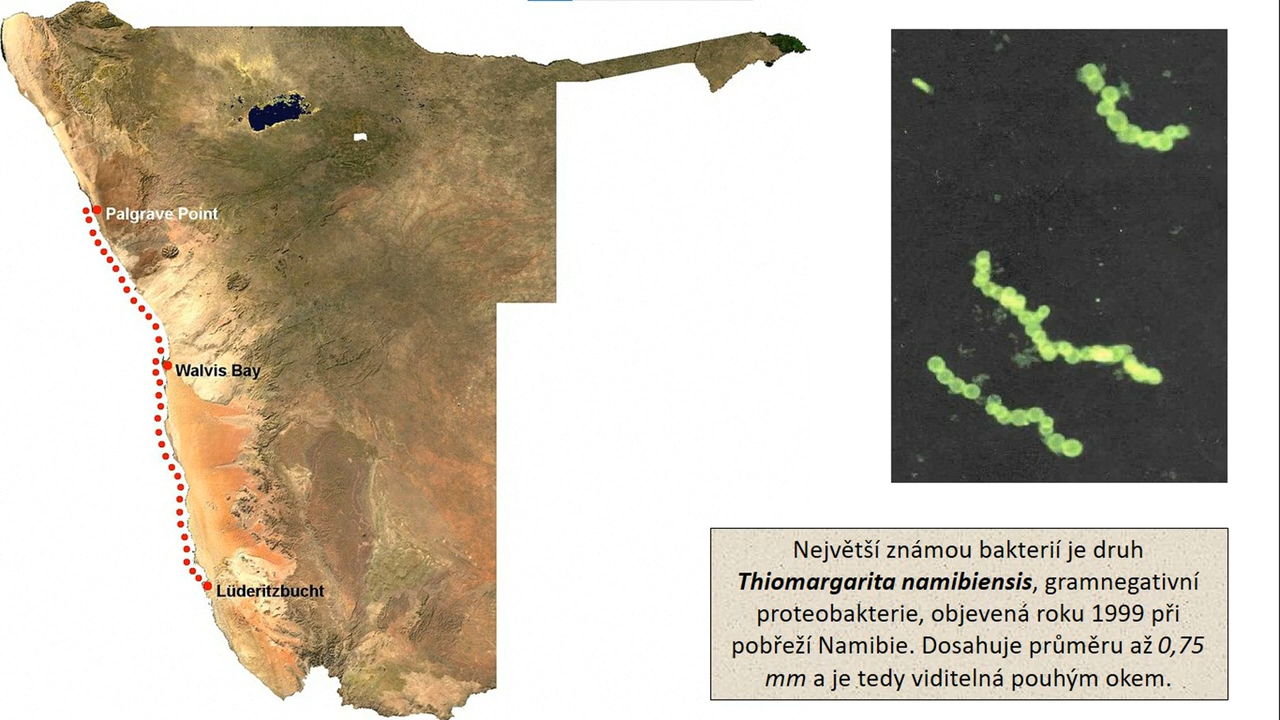 Palgrave Point
Walvis Bay
Lüderitzbucht
Největší známou bakterií je druh
Thiomargarita namibiensis, gramnegativní
proteobakterie, objevená roku 1999 při
pobřeží Namibie. Dosahuje průměru až 0,75
mm a je tedy viditelná pouhým okem.